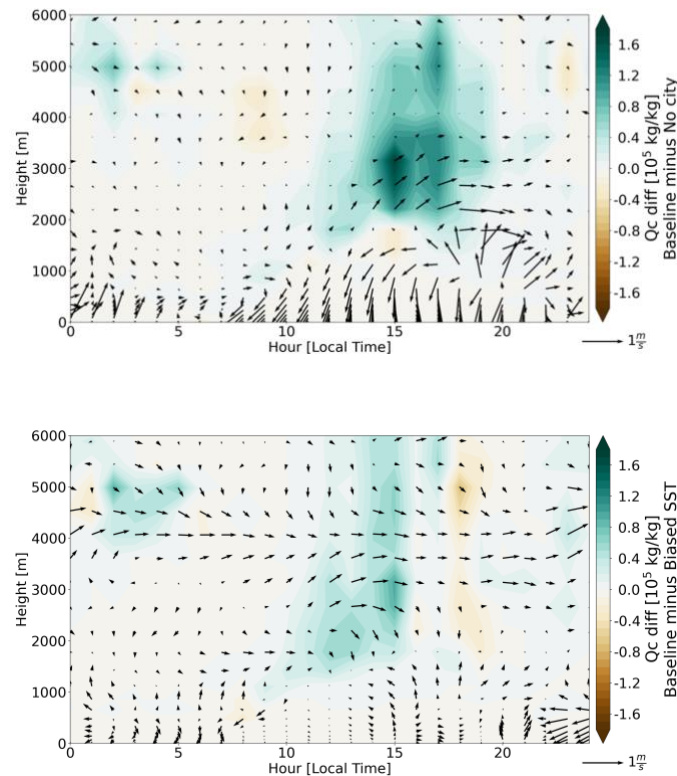 6000
5000
4000
3000
2000
1000
0
Height [m]
0 5 10 15 20
Hour [Local Time]
1.6
1.2
0.8
0.4
0.0
-0.4
-0.8
-1.2
-1.6
Qc diff [10⁵ kg/kg]
Baseline minus No city
1 m/s
6000
5000
4000
3000
2000
1000
0
Height [m]
0 5 10 15 20
Hour [Local Time]
1.6
1.2
0.8
0.4
0.0
-0.4
-0.8
-1.2
-1.6
Qc diff [10⁵ kg/kg]
Baseline minus Biased SST
1 m/s